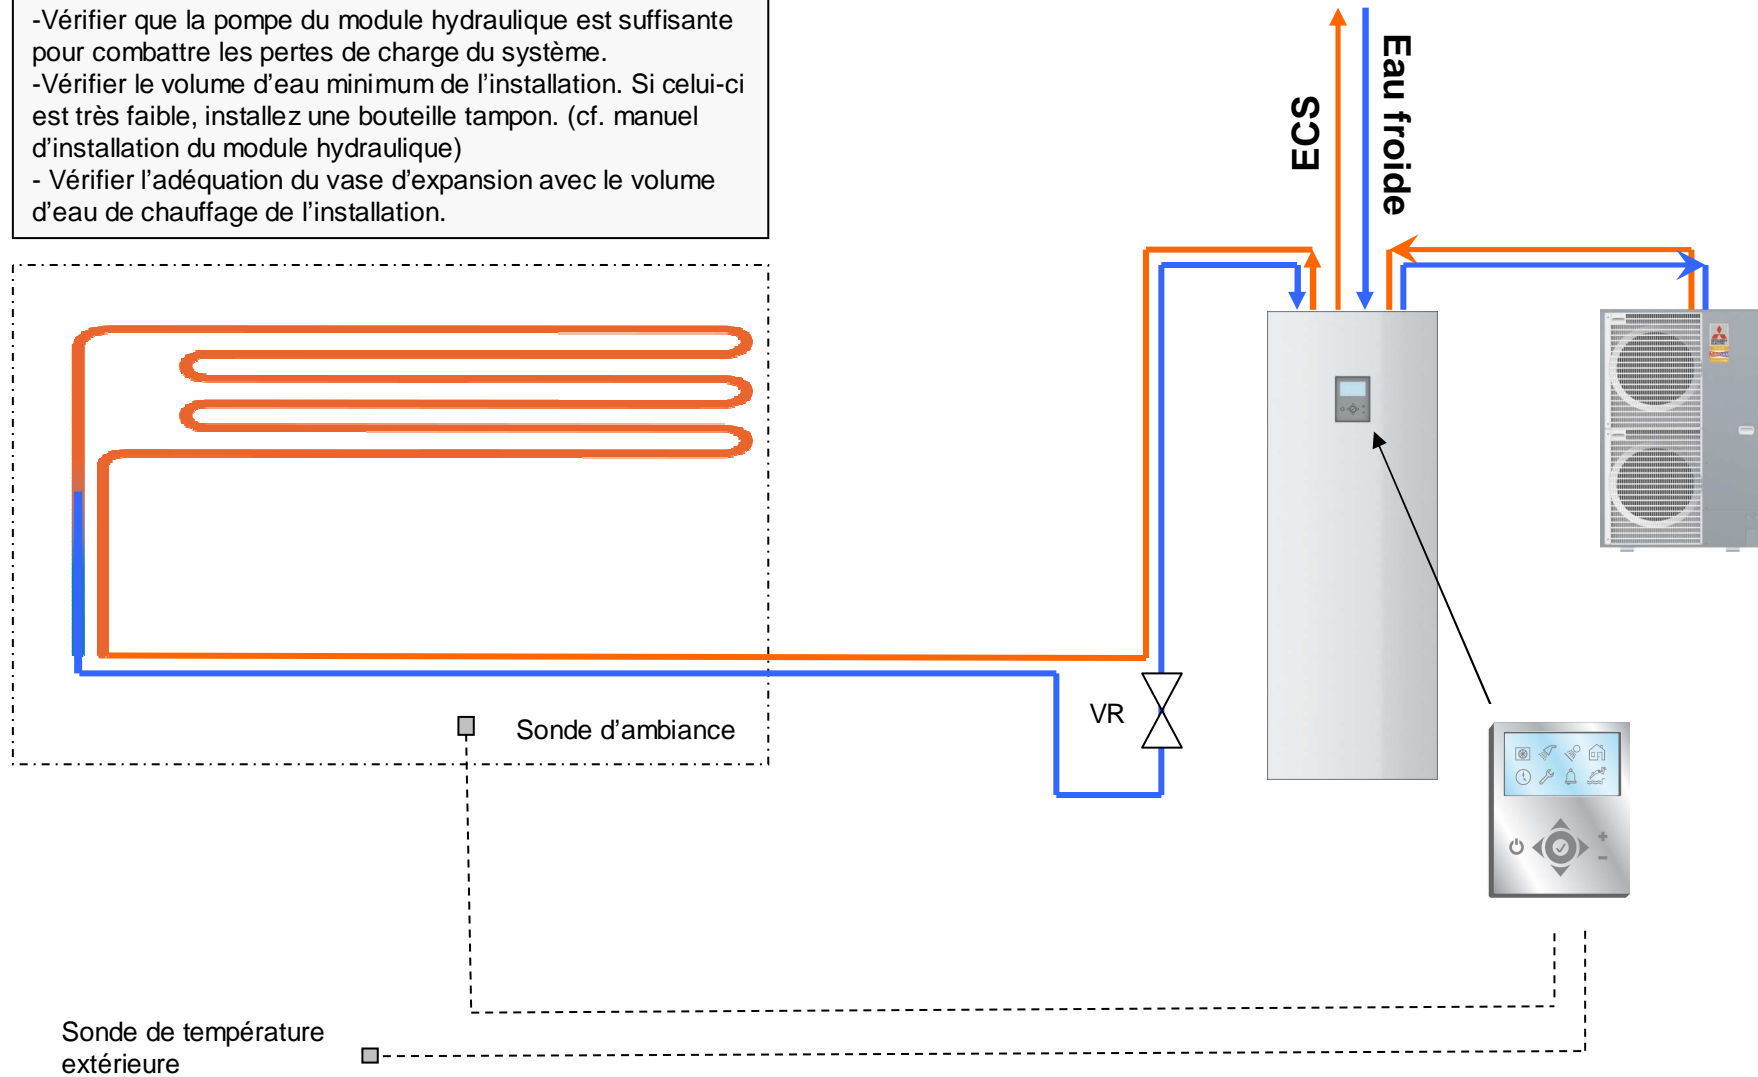 -Vérifier que la pompe du module hydraulique est suffisante
pour combattre les pertes de charge du système.
-Vérifier le volume d’eau minimum de l’installation. Si celui-ci
est très faible, installez une bouteille tampon. (cf. manuel
d’installation du module hydraulique)
- Vérifier l’adéquation du vase d’expansion avec le volume
d’eau de chauffage de l’installation.
ECS
Eau froide
VR
Sonde d’ambiance
Sonde de température
extérieure